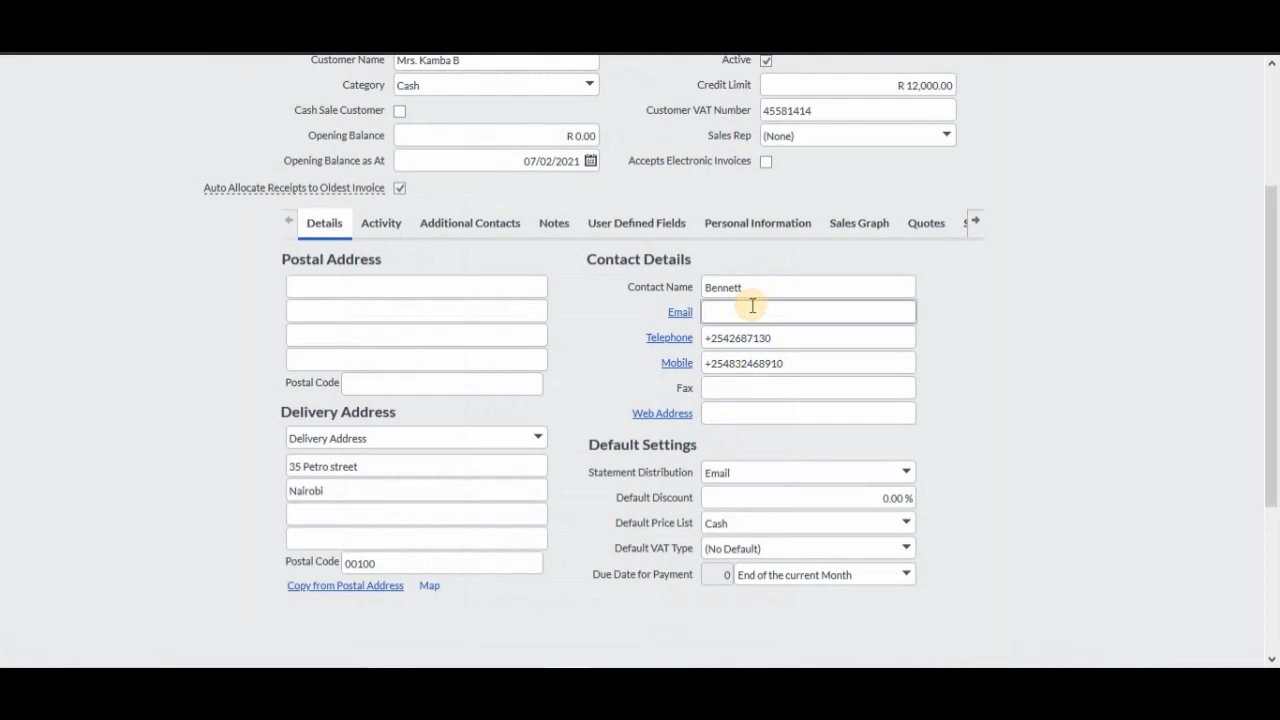 Customer Name Mrs. Kamba B Active
Category Cash Credit Limit R 12,000.00
Cash Sale Customer Customer VAT Number 45581414
Opening Balance R 0.00 Sales Rep (None)
Opening Balance as At 07/02/2021 Accepts Electronic Invoices
Auto Allocate Receipts to Oldest Invoice
Details Activity Additional Contacts Notes User Defined Fields Personal Information Sales Graph Quotes
Postal Address
Postal Code
Delivery Address
Delivery Address
35 Petro street
Nairobi
Postal Code 00100
Copy from Postal Address Map
Contact Details
Contact Name Bennett
Email
Telephone +2542687130
Mobile +254832468910
Fax
Web Address
Default Settings
Statement Distribution Email
Default Discount 0.00 %
Default Price List Cash
Default VAT Type (No Default)
Due Date for Payment 0 End of the current Month